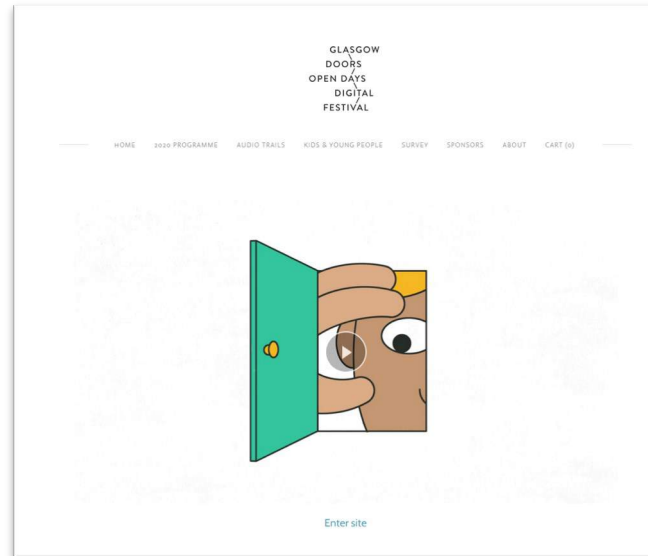 GLASGOW
DOORS
OPEN DAYS
DIGITAL
FESTIVAL
HOME 2020 PROGRAMME AUDIO TRAILS KIDS & YOUNG PEOPLE SURVEY SPONSORS ABOUT CART (0)
Enter site